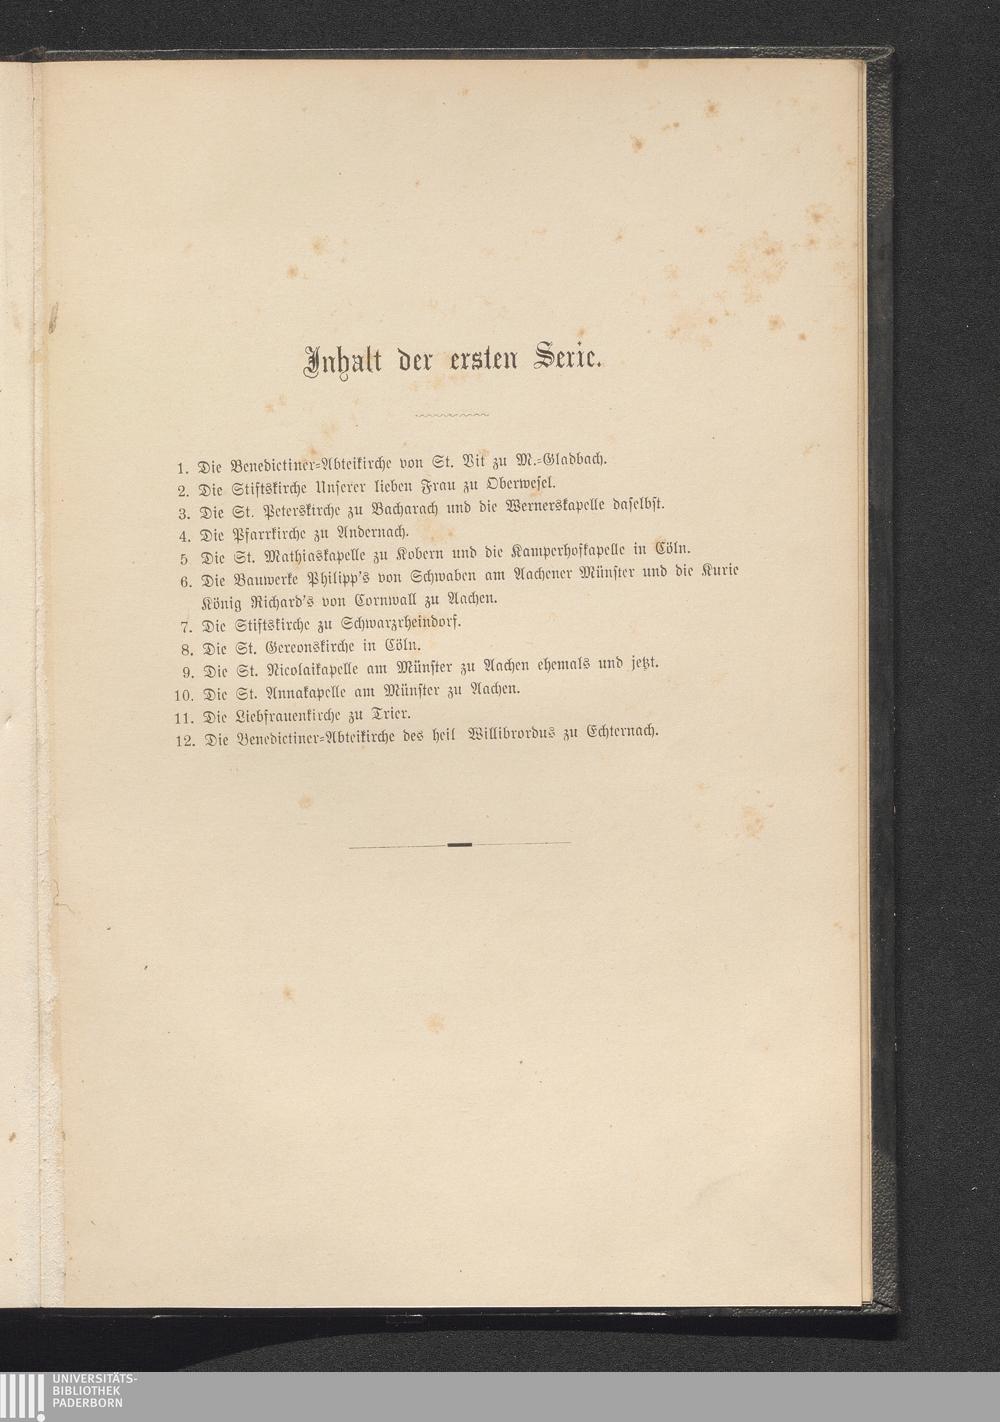 Inhalt der ersten Serie.
1. Die Benedictiner-Abteikirche von St. Vit zu M.-Gladbach.
2. Die Stiftskirche Unserer lieben Frau zu Oberwesel.
3. Die St. Peterskirche zu Bacharach und die Wernerskapelle daselbst.
4. Die Pfarrkirche zu Andernach.
5 Die St. Mathiaskapelle zu Kobern und die Kamperhofkapelle in Cöln.
6. Die Bauwerke Philipp's von Schwaben am Aachener Münster und die Kurie
König Richard's von Cornwall zu Aachen.
7. Die Stiftskirche zu Schwarzrheindorf.
8. Die St. Gereonskirche in Cöln.
9. Die St. Nicolaikapelle am Münster zu Aachen ehemals und jetzt.
10. Die St. Annakapelle am Münster zu Aachen.
11. Die Liebfrauenkirche zu Trier.
12. Die Benedictiner-Abteikirche des heil Willibrordus zu Echternach.
UNIVERSITÄTS-
BIBLIOTHEK
PADERBORN